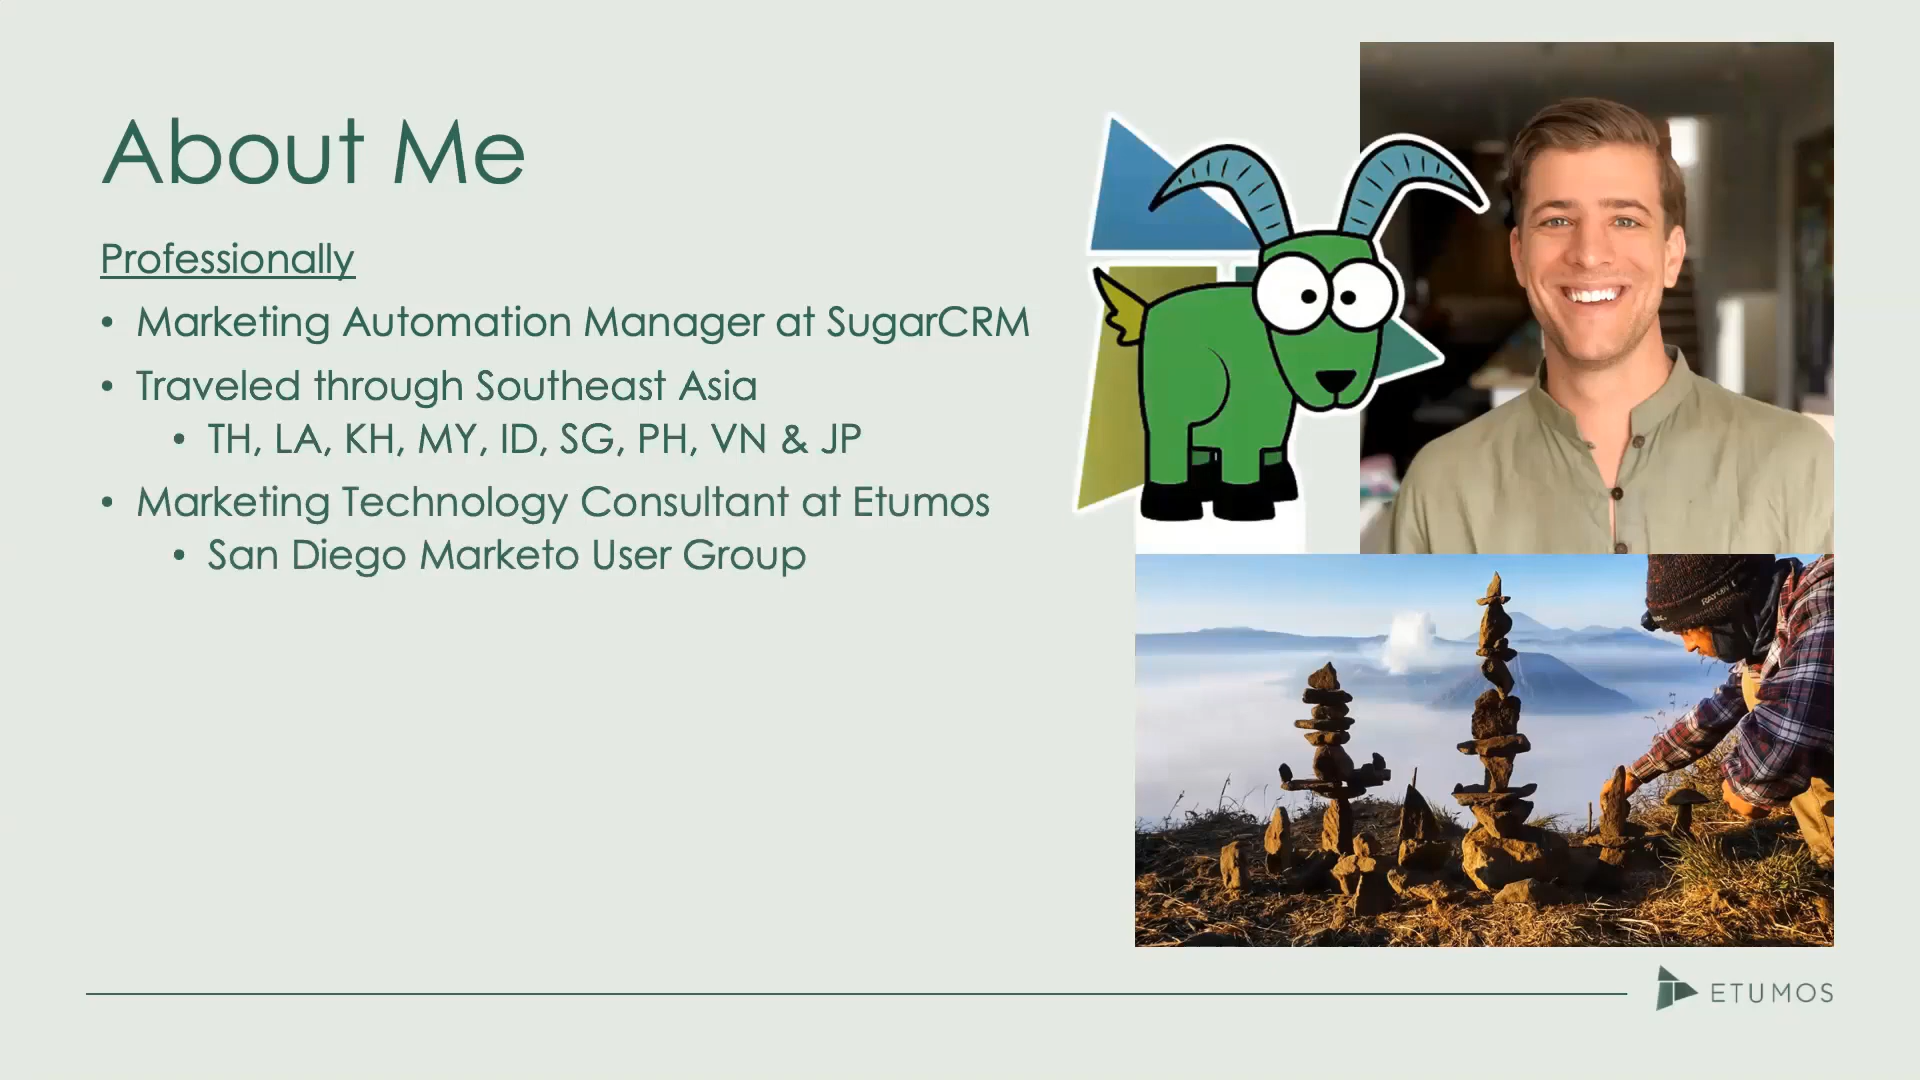 About Me
Professionally
• Marketing Automation Manager at SugarCRM
• Traveled through Southeast Asia
• TH, LA, KH, MY, ID, SG, PH, VN & JP
• Marketing Technology Consultant at Etumos
• San Diego Marketo User Group
ETUMOS